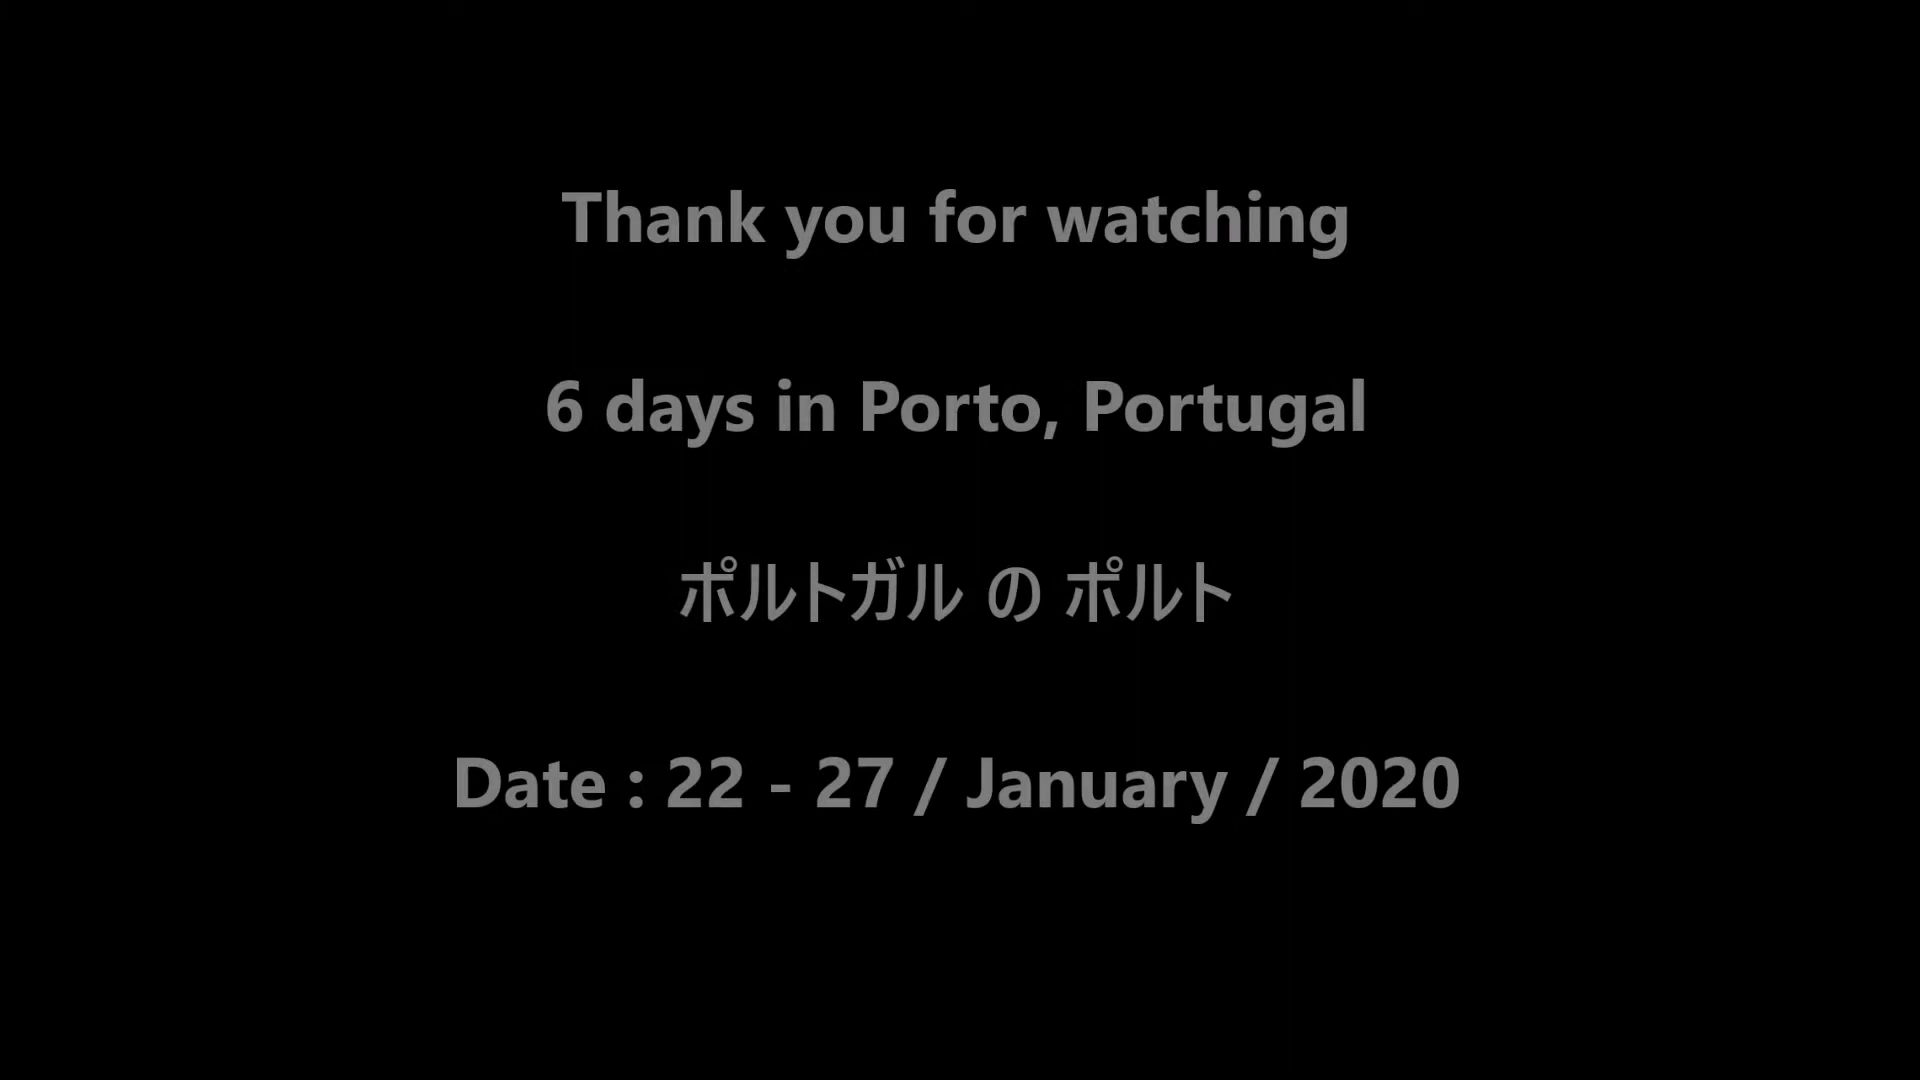 Thank you for watching
6 days in Porto, Portugal
ポルトガル の ポルト
Date : 22 - 27 / January / 2020